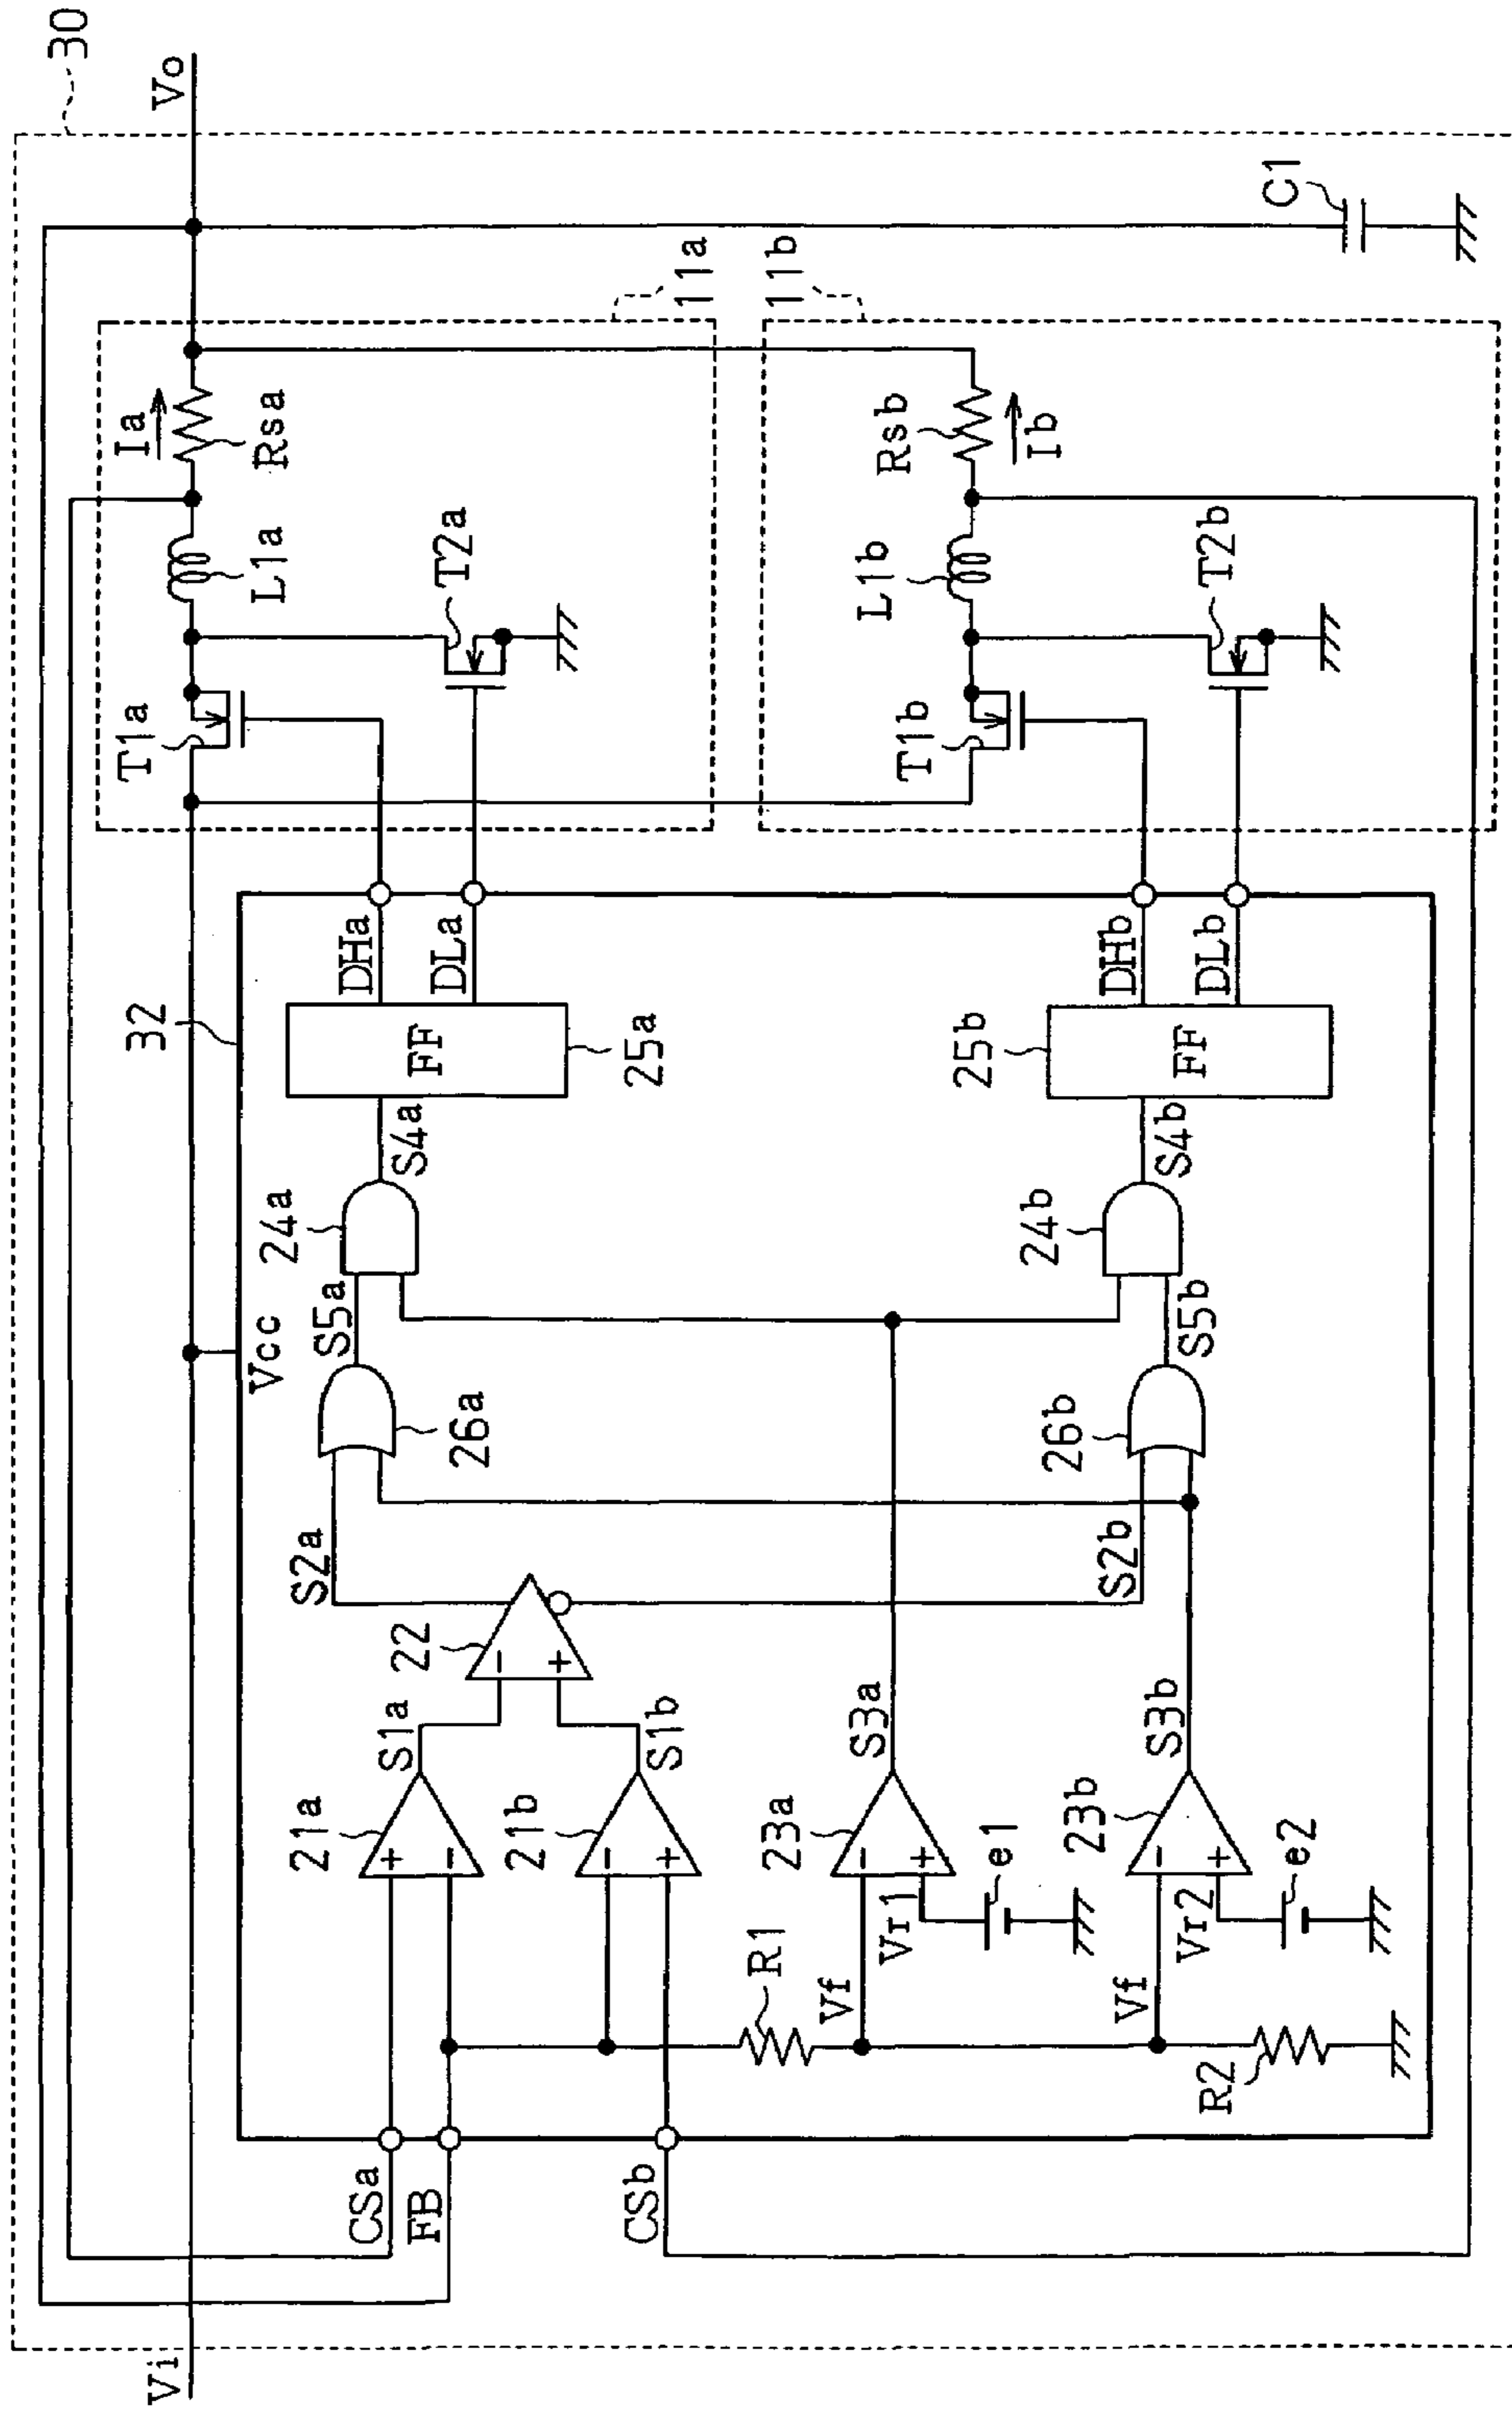 30
Vi
Vo
32
Vcc
T1a
L1a
Ia
Rsa
T2a
11a
11b
C1
CSa
FB
CSb
21a
S1a
21b
S1b
22
S2a
S2b
26a
S5a
24a
S4a
FF
25a
DHa
DLa
R1
Vf
Vr1
e1
23a
S3a
Vf
Vr2
e2
23b
S3b
R2
26b
S5b
24b
S4b
FF
25b
DHb
DLb
T1b
L1b
Rsb
Ib
T2b
+
-
-
+
-
+
-
+
-
+